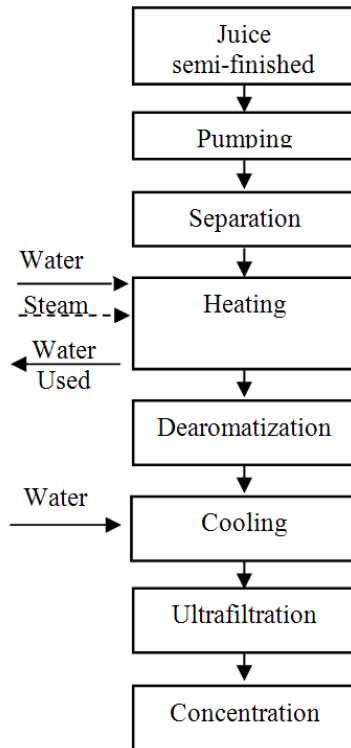 Juice
semi-finished
Pumping
Separation
Water
Steam
Heating
Water
Used
Dearomatization
Water
Cooling
Ultrafiltration
Concentration